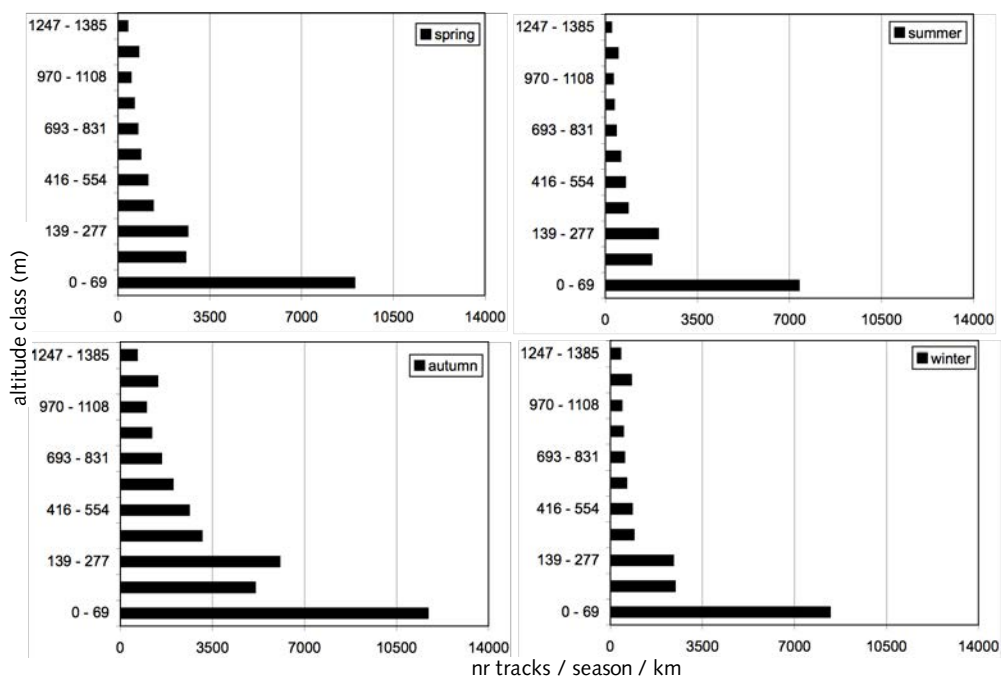 altitude class (m)
1247 - 1385
970 - 1108
693 - 831
416 - 554
139 - 277
0 - 69
spring
0 3500 7000 10500 14000
1247 - 1385
970 - 1108
693 - 831
416 - 554
139 - 277
0 - 69
summer
0 3500 7000 10500 14000
1247 - 1385
970 - 1108
693 - 831
416 - 554
139 - 277
0 - 69
autumn
0 3500 7000 10500 14000
1247 - 1385
970 - 1108
693 - 831
416 - 554
139 - 277
0 - 69
winter
0 3500 7000 10500 14000
nr tracks / season / km